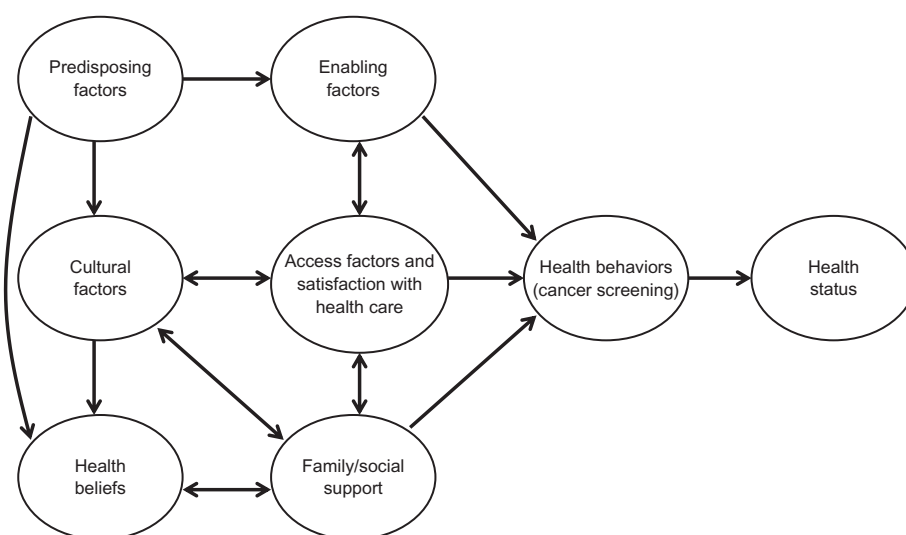 Predisposing
factors
Enabling
factors
Cultural
factors
Access factors and
satisfaction with
health care
Health behaviors
(cancer screening)
Health
status
Health
beliefs
Family/social
support